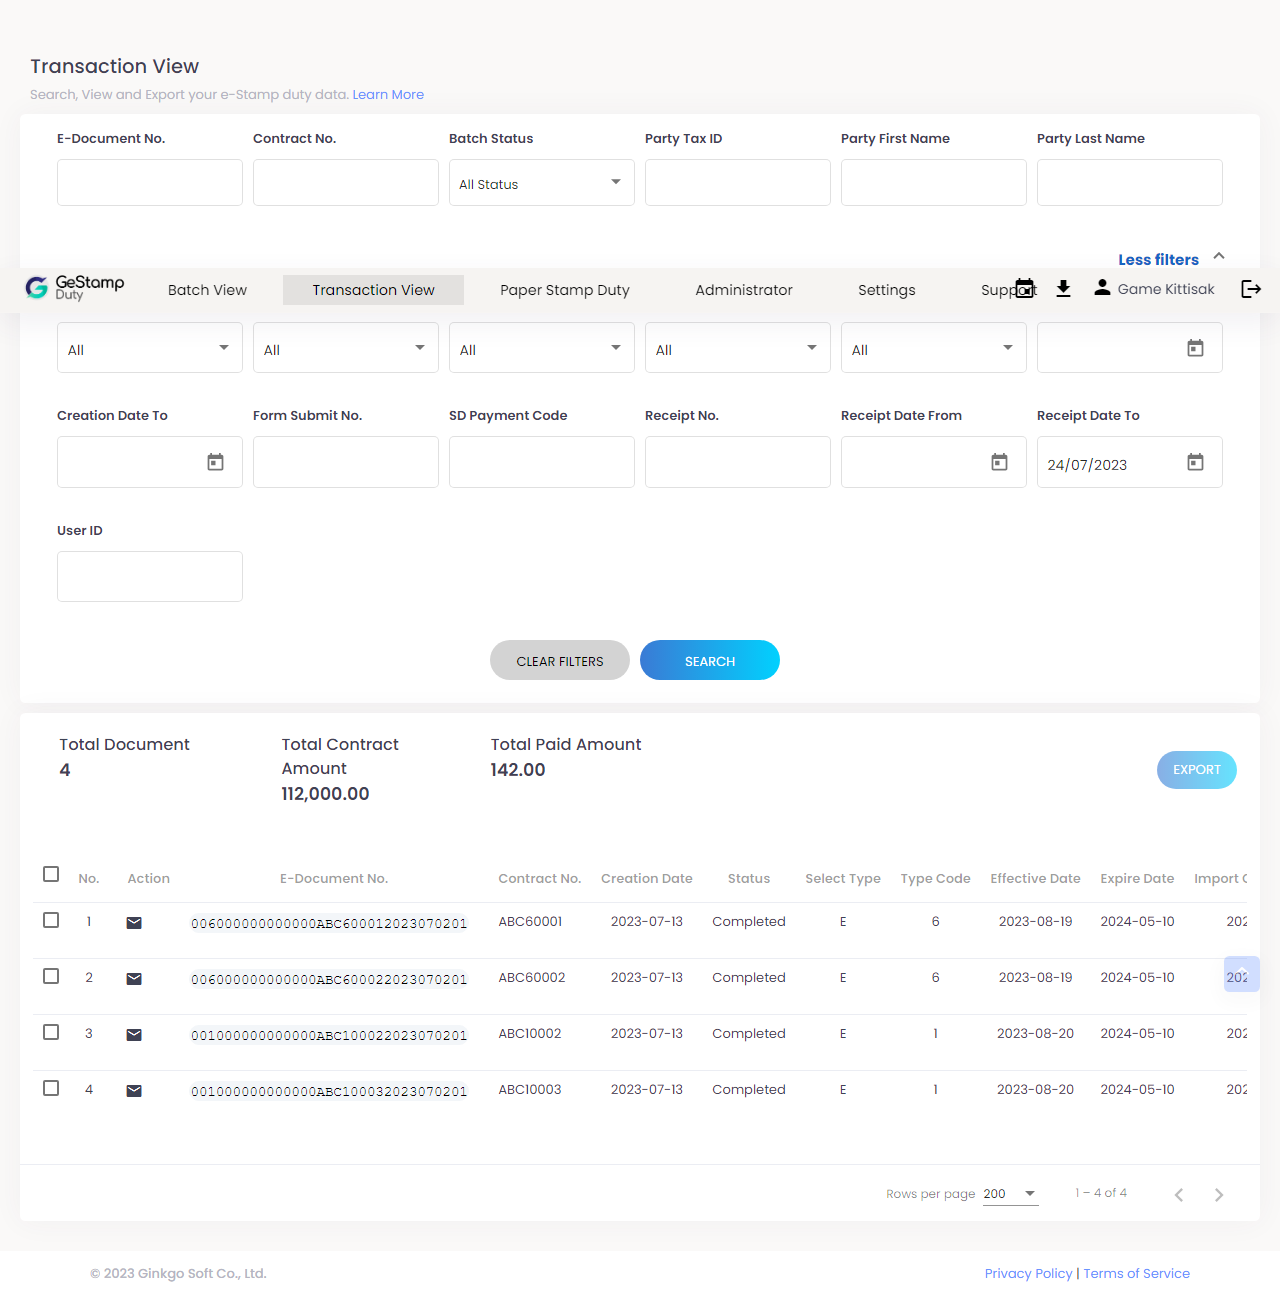 Transaction View
Search, View and Export your e-Stamp duty data. Learn More
E-Document No. Contract No. Batch Status Party Tax ID Party First Name Party Last Name
All Status
Less filters
GeStamp Duty Batch View Transaction View Paper Stamp Duty Administrator Settings Support Game Kittisak
All All All All All
Creation Date To Form Submit No. SD Payment Code Receipt No. Receipt Date From Receipt Date To
24/07/2023
User ID
CLEAR FILTERS SEARCH
Total Document Total Contract Amount Total Paid Amount
4 112,000.00 142.00
EXPORT
No. Action E-Document No. Contract No. Creation Date Status Select Type Type Code Effective Date Expire Date Import
1 006000000000000ABC600012023070201 ABC60001 2023-07-13 Completed E 6 2023-08-19 2024-05-10 202
2 006000000000000ABC600022023070201 ABC60002 2023-07-13 Completed E 6 2023-08-19 2024-05-10 202
3 001000000000000ABC100022023070201 ABC10002 2023-07-13 Completed E 1 2023-08-20 2024-05-10 202
4 001000000000000ABC100032023070201 ABC10003 2023-07-13 Completed E 1 2023-08-20 2024-05-10 202
Rows per page 200 1 – 4 of 4
© 2023 Ginkgo Soft Co., Ltd. Privacy Policy | Terms of Service